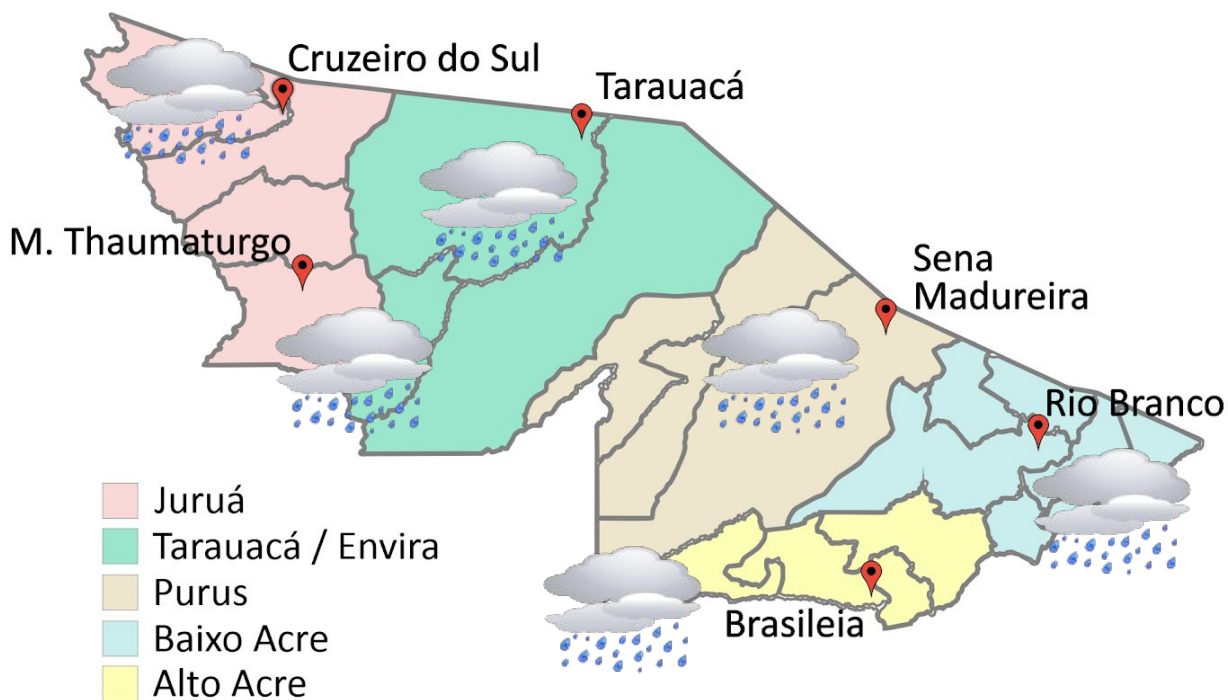 Cruzeiro do Sul
Tarauacá
M. Thaumaturgo
Sena
Madureira
Rio Branco
Brasileia
Juruá
Tarauacá / Envira
Purus
Baixo Acre
Alto Acre